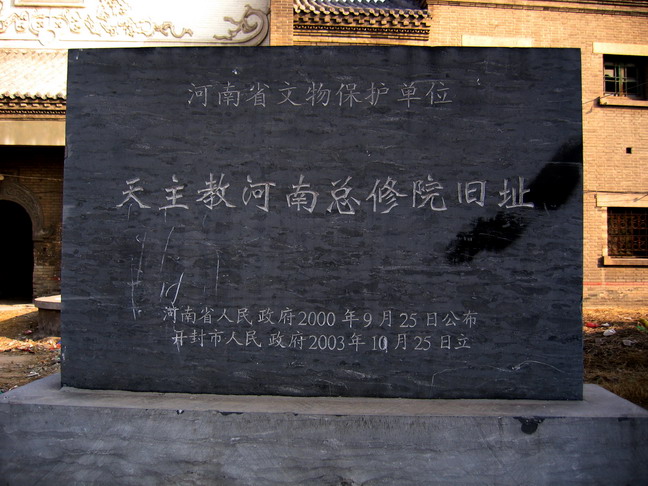 河南省文物保护单位
天主教河南总修院旧址
河南省人民政府2000年9月25日公布
开封市人民政府2003年10月25日立